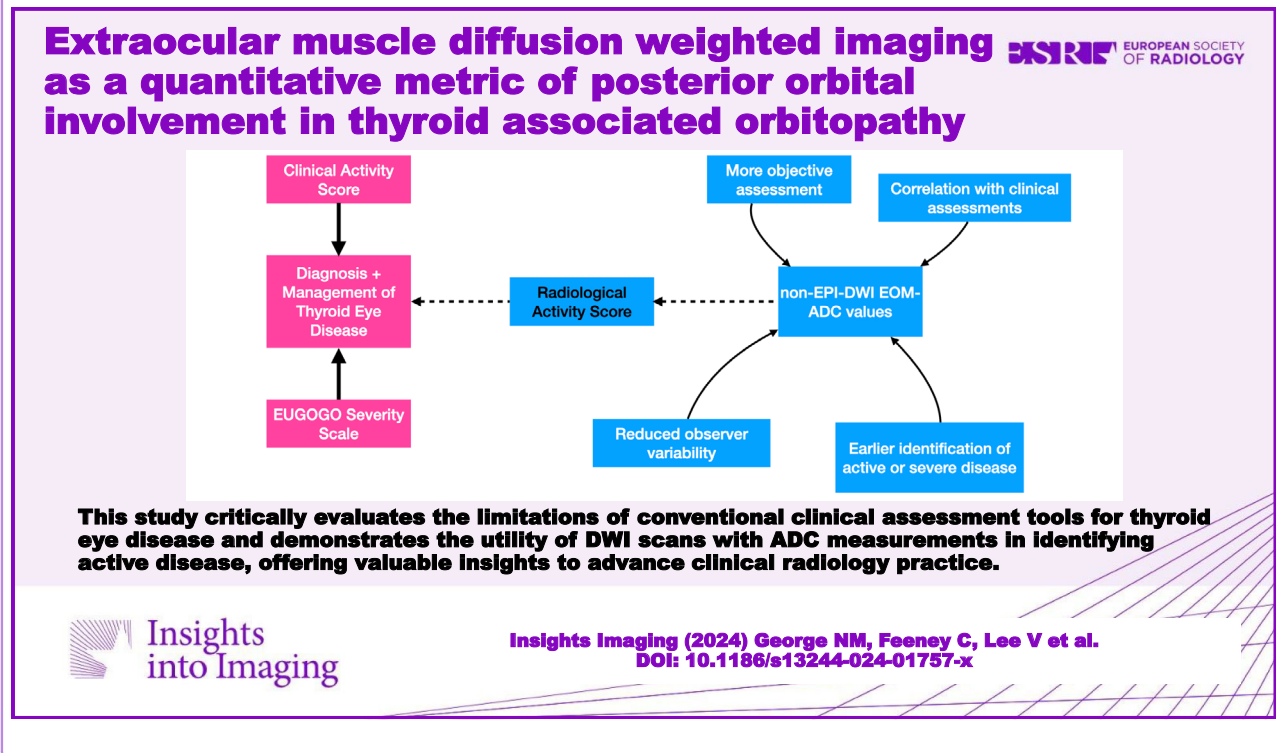 Extraocular muscle diffusion weighted imaging
as a quantitative metric of posterior orbital
involvement in thyroid associated orbitopathy
EUROPEAN SOCIETY
OF RADIOLOGY
Clinical Activity
Score
More objective
assessment
Correlation with clinical
assessments
Diagnosis +
Management of
Thyroid Eye
Disease
Radiological
Activity Score
non-EPI-DWI EOM-
ADC values
EUGOGO Severity
Scale
Reduced observer
variability
Earlier identification of
active or severe disease
This study critically evaluates the limitations of conventional clinical assessment tools for thyroid
eye disease and demonstrates the utility of DWI scans with ADC measurements in identifying
active disease, offering valuable insights to advance clinical radiology practice.
Insights
into Imaging
Insights Imaging (2024) George NM, Feeney C, Lee V et al.
DOI: 10.1186/s13244-024-01757-x